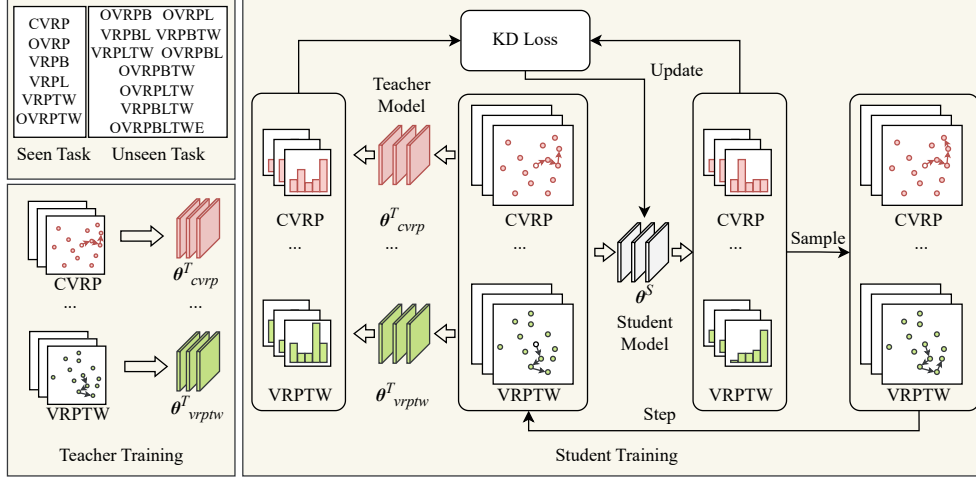 CVRP
OVRP
VRPB
VRPL
VRPTW
OVRPTW
Seen Task
OVRPB OVRPL
VRPBL VRPBTW
VRPLTW OVRPBL
OVRPBTW
OVRPLTW
VRPBLTW
OVRPBLTWE
Unseen Task
CVRP
θ^T_cvrp
...
...
VRPTW
θ^T_vrptw
Teacher Training
KD Loss
Update
Teacher
Model
CVRP
θ^T_cvrp
CVRP
CVRP
Sample
CVRP
...
...
...
...
...
θ^S
Student
Model
VRPTW
θ^T_vrptw
VRPTW
VRPTW
VRPTW
Step
Student Training